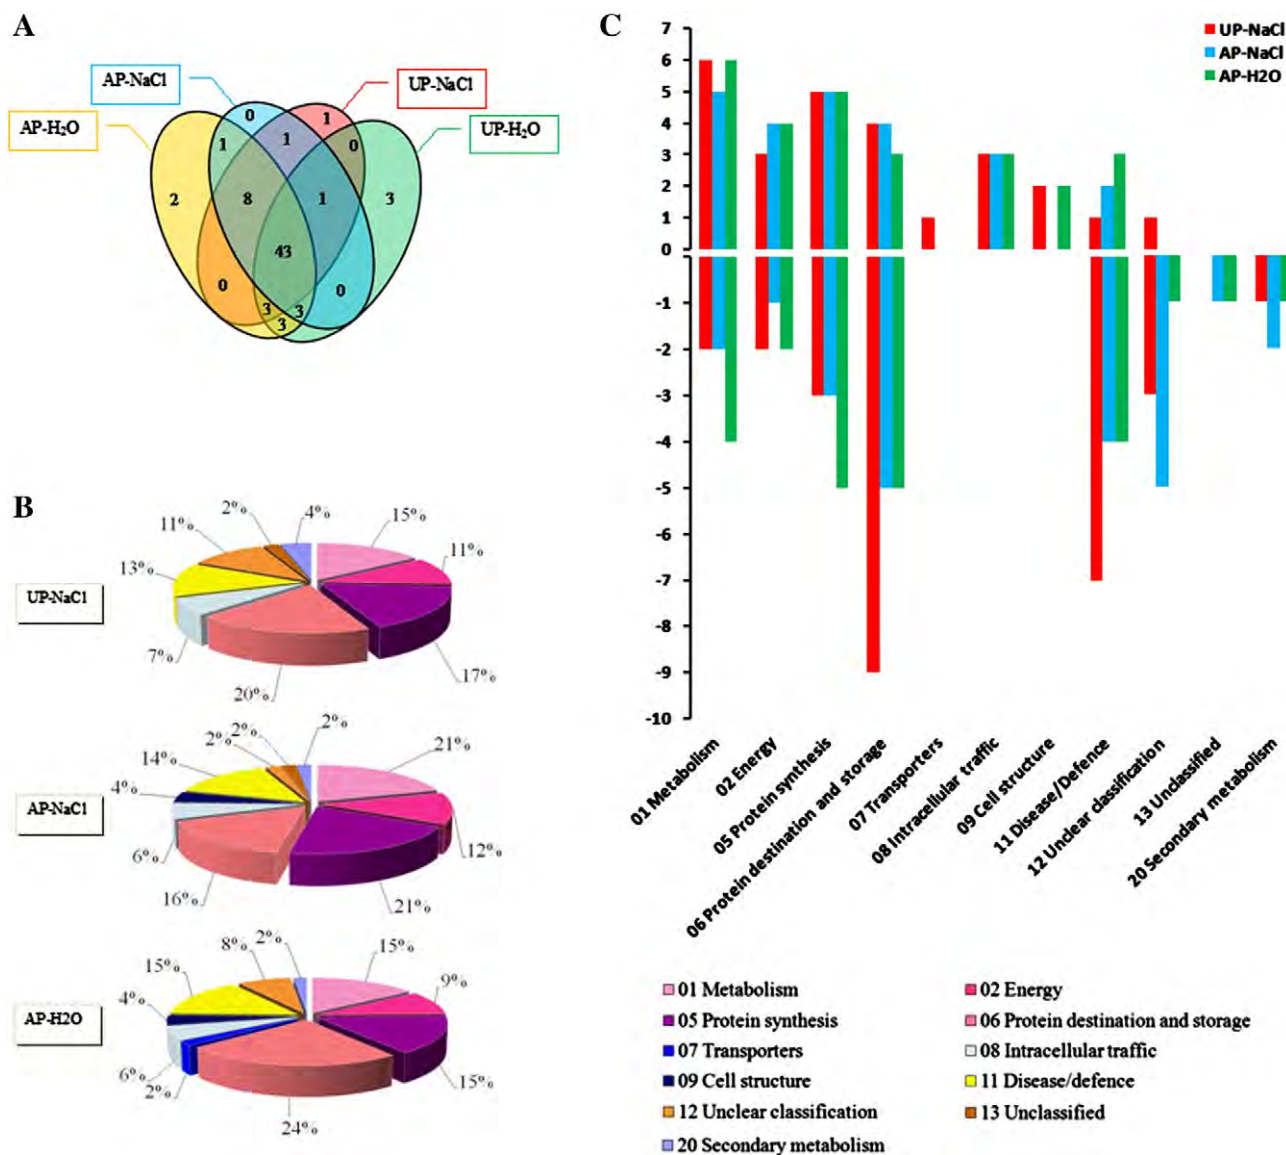 A
AP-NaCl
UP-NaCl
AP-H₂O
UP-H₂O
0
1
1
1
0
2
8
1
3
43
0
0
3
3
3
B
UP-NaCl
2%
4%
11%
15%
13%
11%
7%
20%
17%
AP-NaCl
2%
2%
2%
14%
21%
4%
6%
12%
16%
21%
AP-H2O
2%
8%
15%
15%
9%
4%
6%
2%
15%
24%
C
UP-NaCl
AP-NaCl
AP-H2O
7
6
5
4
3
2
1
0
-1
-2
-3
-4
-5
-6
-7
-8
-9
-10
01 Metabolism
02 Energy
05 Protein synthesis
06 Protein destination and storage
07 Transporters
08 Intracellular traffic
09 Cell structure
11 Disease/Defence
12 Unclear classification
13 Unclassified
20 Secondary metabolism
01 Metabolism
02 Energy
05 Protein synthesis
06 Protein destination and storage
07 Transporters
08 Intracellular traffic
09 Cell structure
11 Disease/defence
12 Unclear classification
13 Unclassified
20 Secondary metabolism